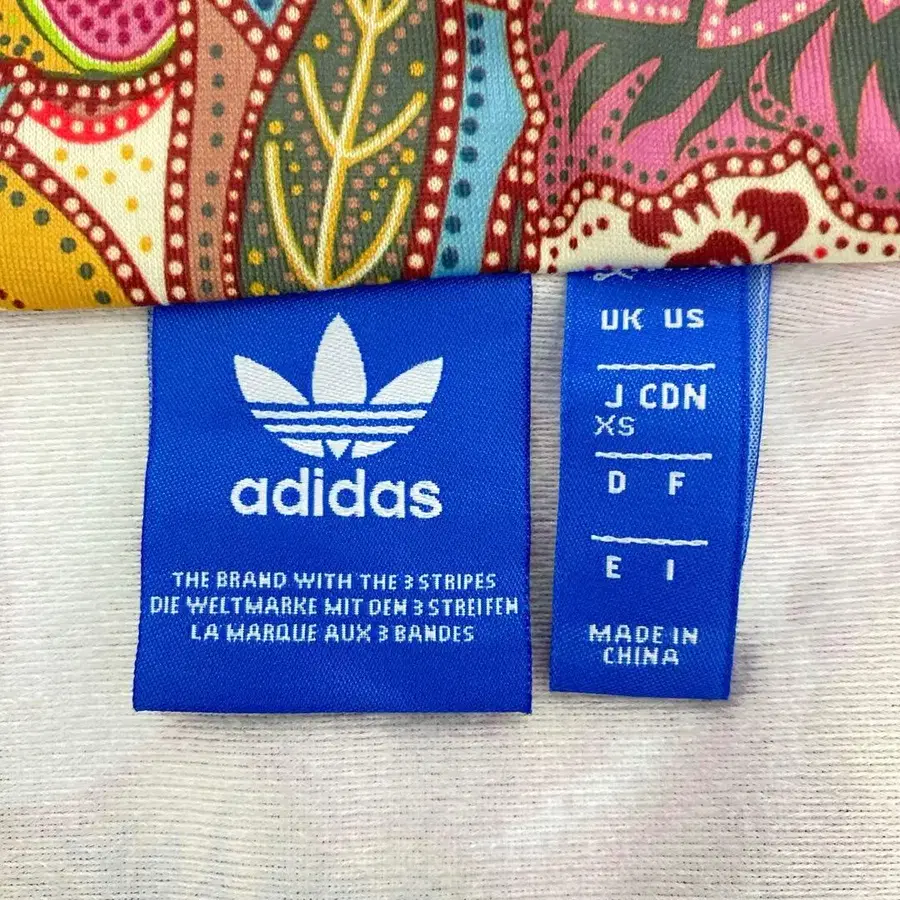 adidas
THE BRAND WITH THE 3 STRIPES
DIE WELTMARKE MIT DEN 3 STREIFEN
LA MARQUE AUX 3 BANDES
UK US
J CDN
XS
D F
E I
MADE IN
CHINA